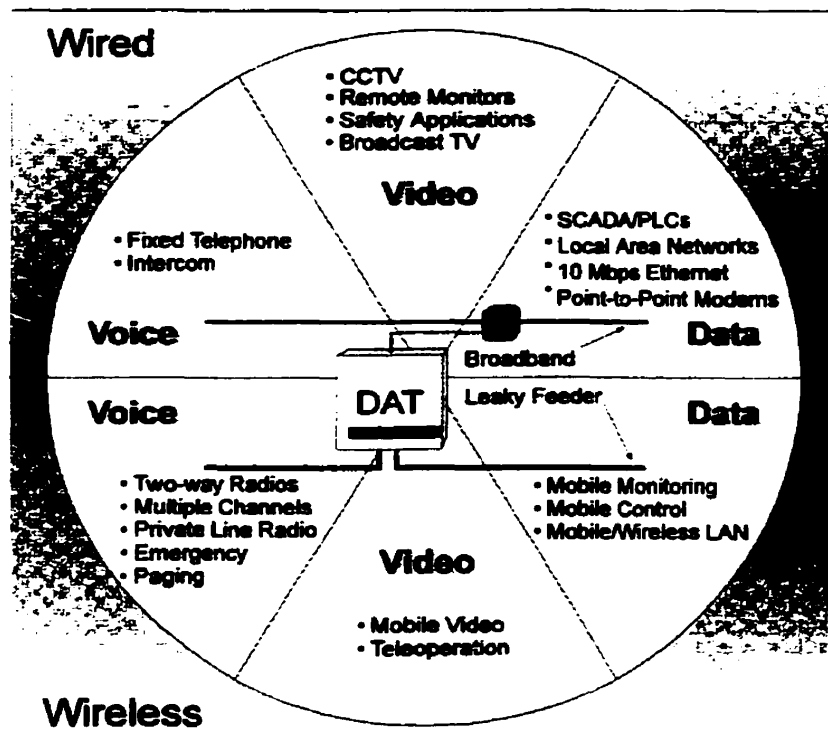 Wired
• CCTV
• Remote Monitors
• Safety Applications
• Broadcast TV
Video
• Fixed Telephone
• Intercom
Voice
• SCADA/PLCs
• Local Area Networks
• 10 Mbps Ethernet
• Point-to-Point Modems
Data
Broadband
DAT
Leaky Feeder
Voice
• Two-way Radios
• Multiple Channels
• Private Line Radio
• Emergency
• Paging
Data
• Mobile Monitoring
• Mobile Control
• Mobile/Wireless LAN
Video
• Mobile Video
• Teleoperation
Wireless